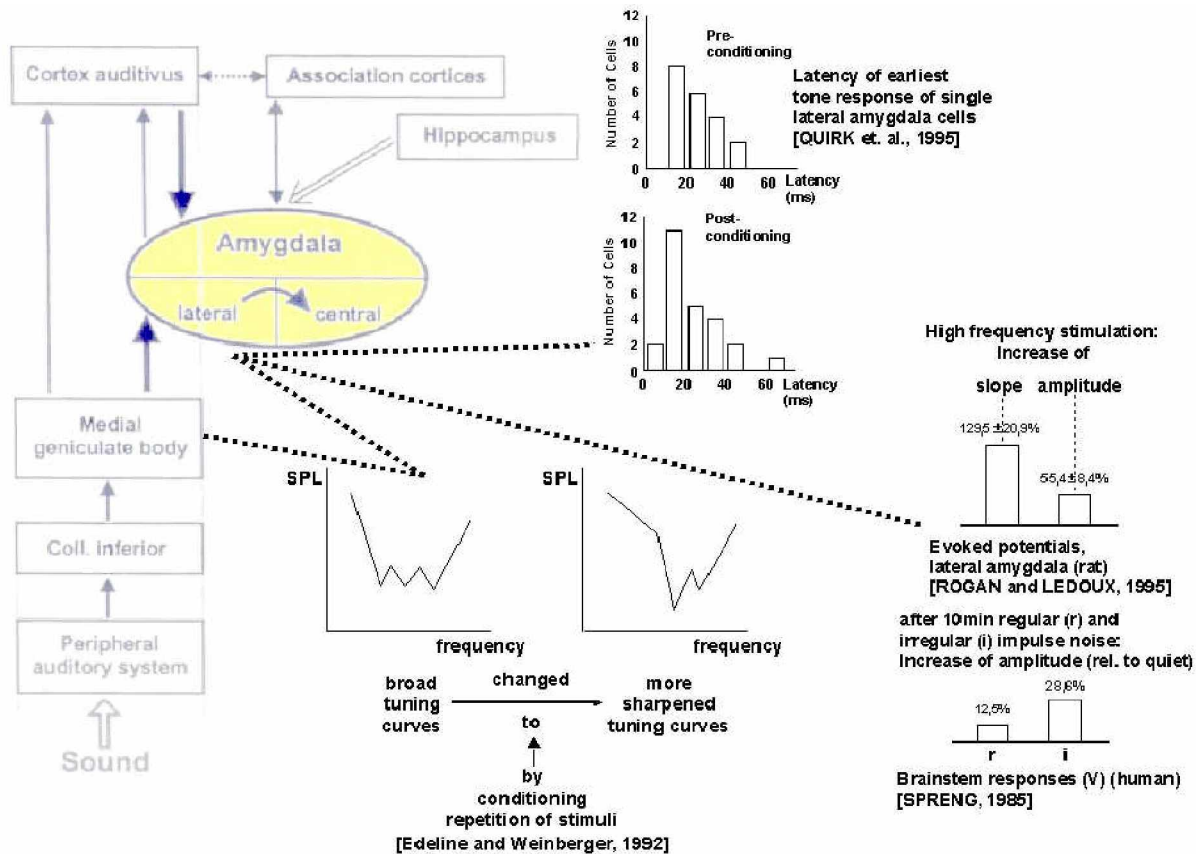 Cortex auditivus
Association cortices
Hippocampus
Amygdala
lateral
central
Medial
geniculate body
Coll. inferior
Peripheral
auditory system
Sound
12
10
8
6
4
2
0
Number of Cells
Pre-
conditioning
0 20 40 60 Latency
(ms)
Latency of earliest
tone response of single
lateral amygdala cells
[QUIRK et. al., 1995]
12
10
8
6
4
2
0
Number of Cells
Post-
conditioning
0 20 40 60 Latency
(ms)
SPL
frequency
SPL
frequency
broad
tuning
curves
changed
to
more
sharpened
tuning curves
by
conditioning
repetition of stimuli
[Edeline and Weinberger, 1992]
High frequency stimulation:
Increase of
slope amplitude
129,5±20,9%
55,4±8,4%
Evoked potentials,
lateral amygdala (rat)
[ROGAN and LEDOUX, 1995]
after 10min regular (r) and
irregular (i) impulse noise:
Increase of amplitude (rel. to quiet)
12,5%
28,8%
r i
Brainstem responses (V) (human)
[SPRENG, 1985]